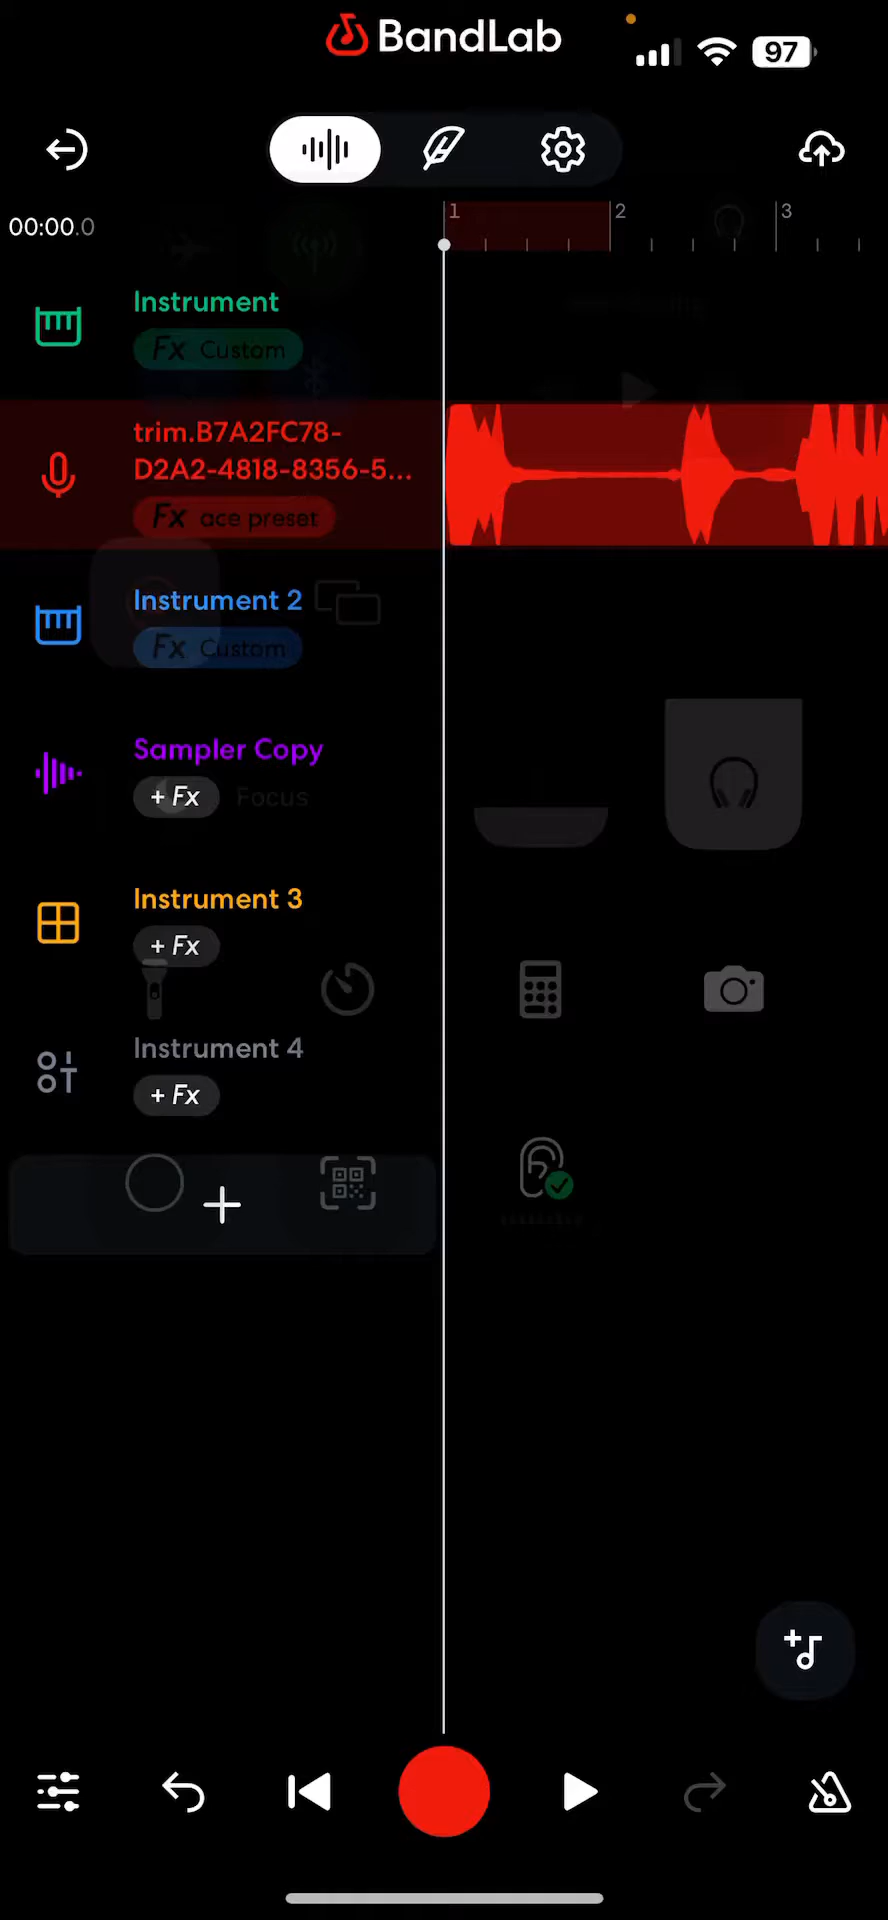 BandLab
97
00:00.0
1
2
3
Instrument
Fx Custom
trim.B7A2FC78-
D2A2-4818-8356-5...
Fx ace preset
Instrument 2
Fx Custom
Sampler Copy
+ Fx
Focus
Instrument 3
+ Fx
Instrument 4
+ Fx